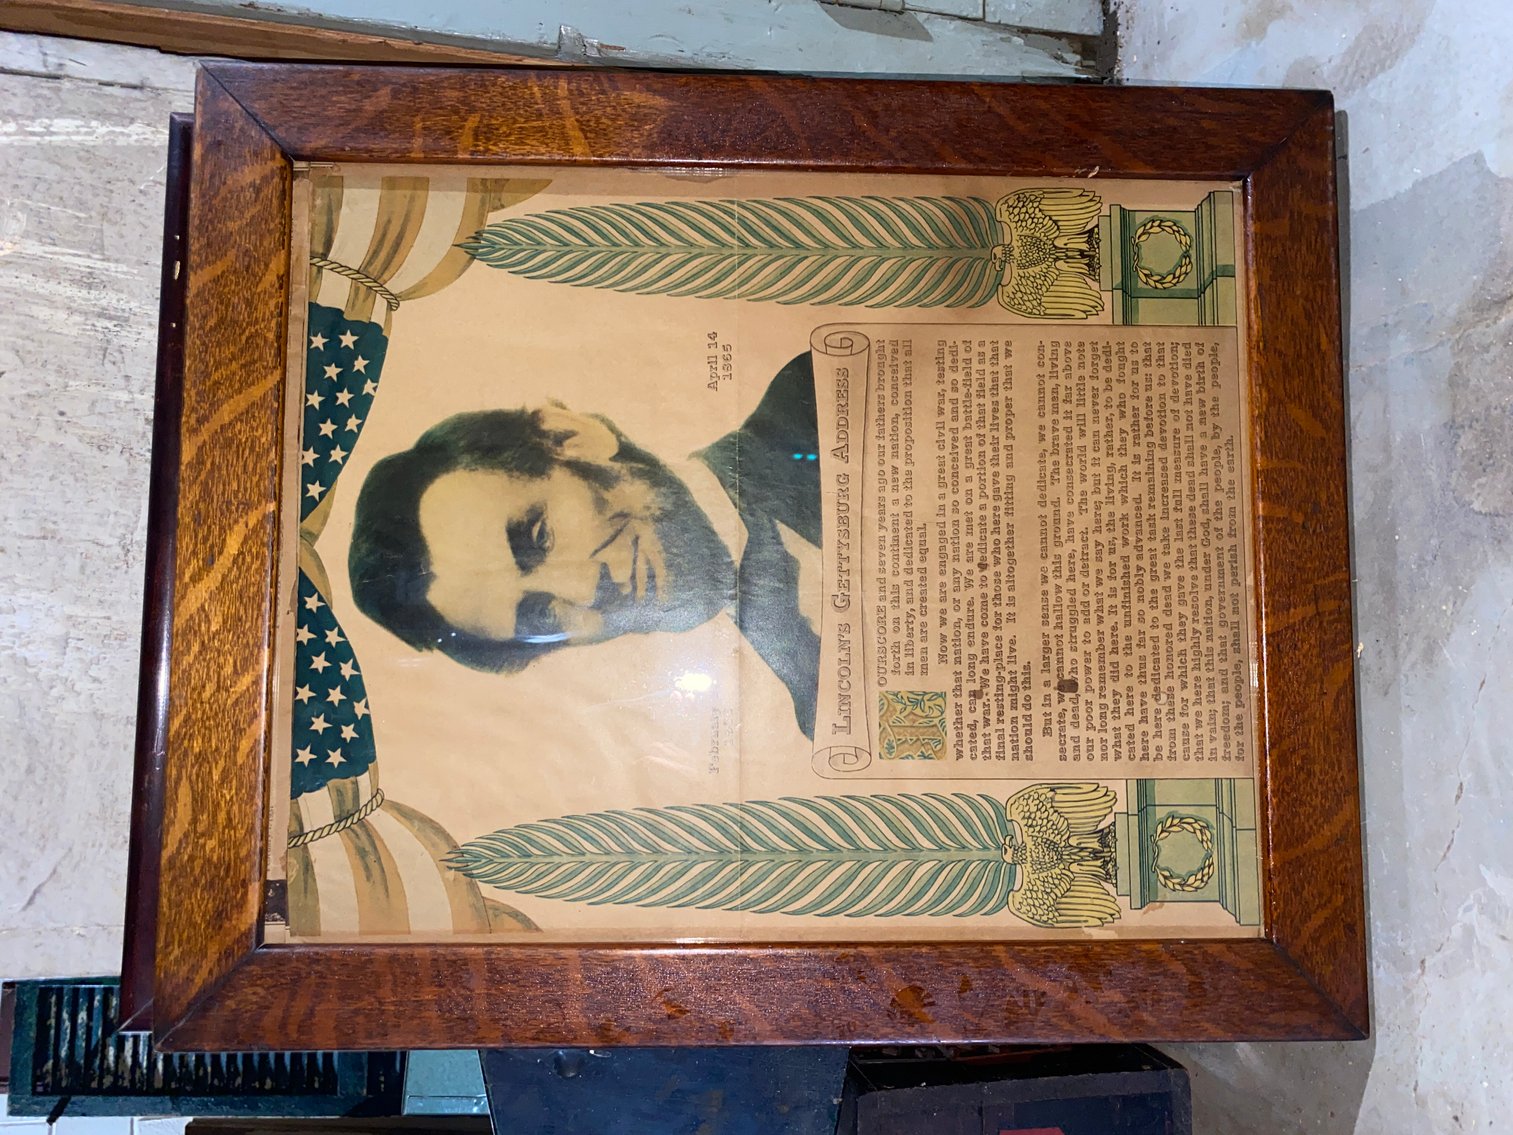 February
April 14
1865
LINCOLN'S GETTYSBURG ADDRESS
FOURSCORE and seven years ago our fathers brought
forth on this continent a new nation, conceived
in liberty, and dedicated to the proposition that all
men are created equal.
Now we are engaged in a great civil war, testing
whether that nation, or any nation so conceived and so dedi-
cated, can long endure. We are met on a great battle-field of
that war. We have come to dedicate a portion of that field as a
final resting-place for those who here gave their lives that that
nation might live. It is altogether fitting and proper that we
should do this.
But in a larger sense we cannot dedicate, we cannot con-
secrate, we cannot hallow this ground. The brave men, living
and dead, who struggled here, have consecrated it far above
our poor power to add or detract. The world will little note
nor long remember what we say here; but it can never forget
what they did here. It is for us, the living, rather, to be dedi-
cated here to the unfinished work which they who fought
here have thus far so nobly advanced. It is rather for us to
be here dedicated to the great task remaining before us: that
from these honored dead we take increased devotion to that
cause for which they gave the last full measure of devotion;
that we here highly resolve that these dead shall not have died
in vain; that this nation, under God, shall have a new birth of
freedom; and that government of the people, by the people,
for the people, shall not perish from the earth.